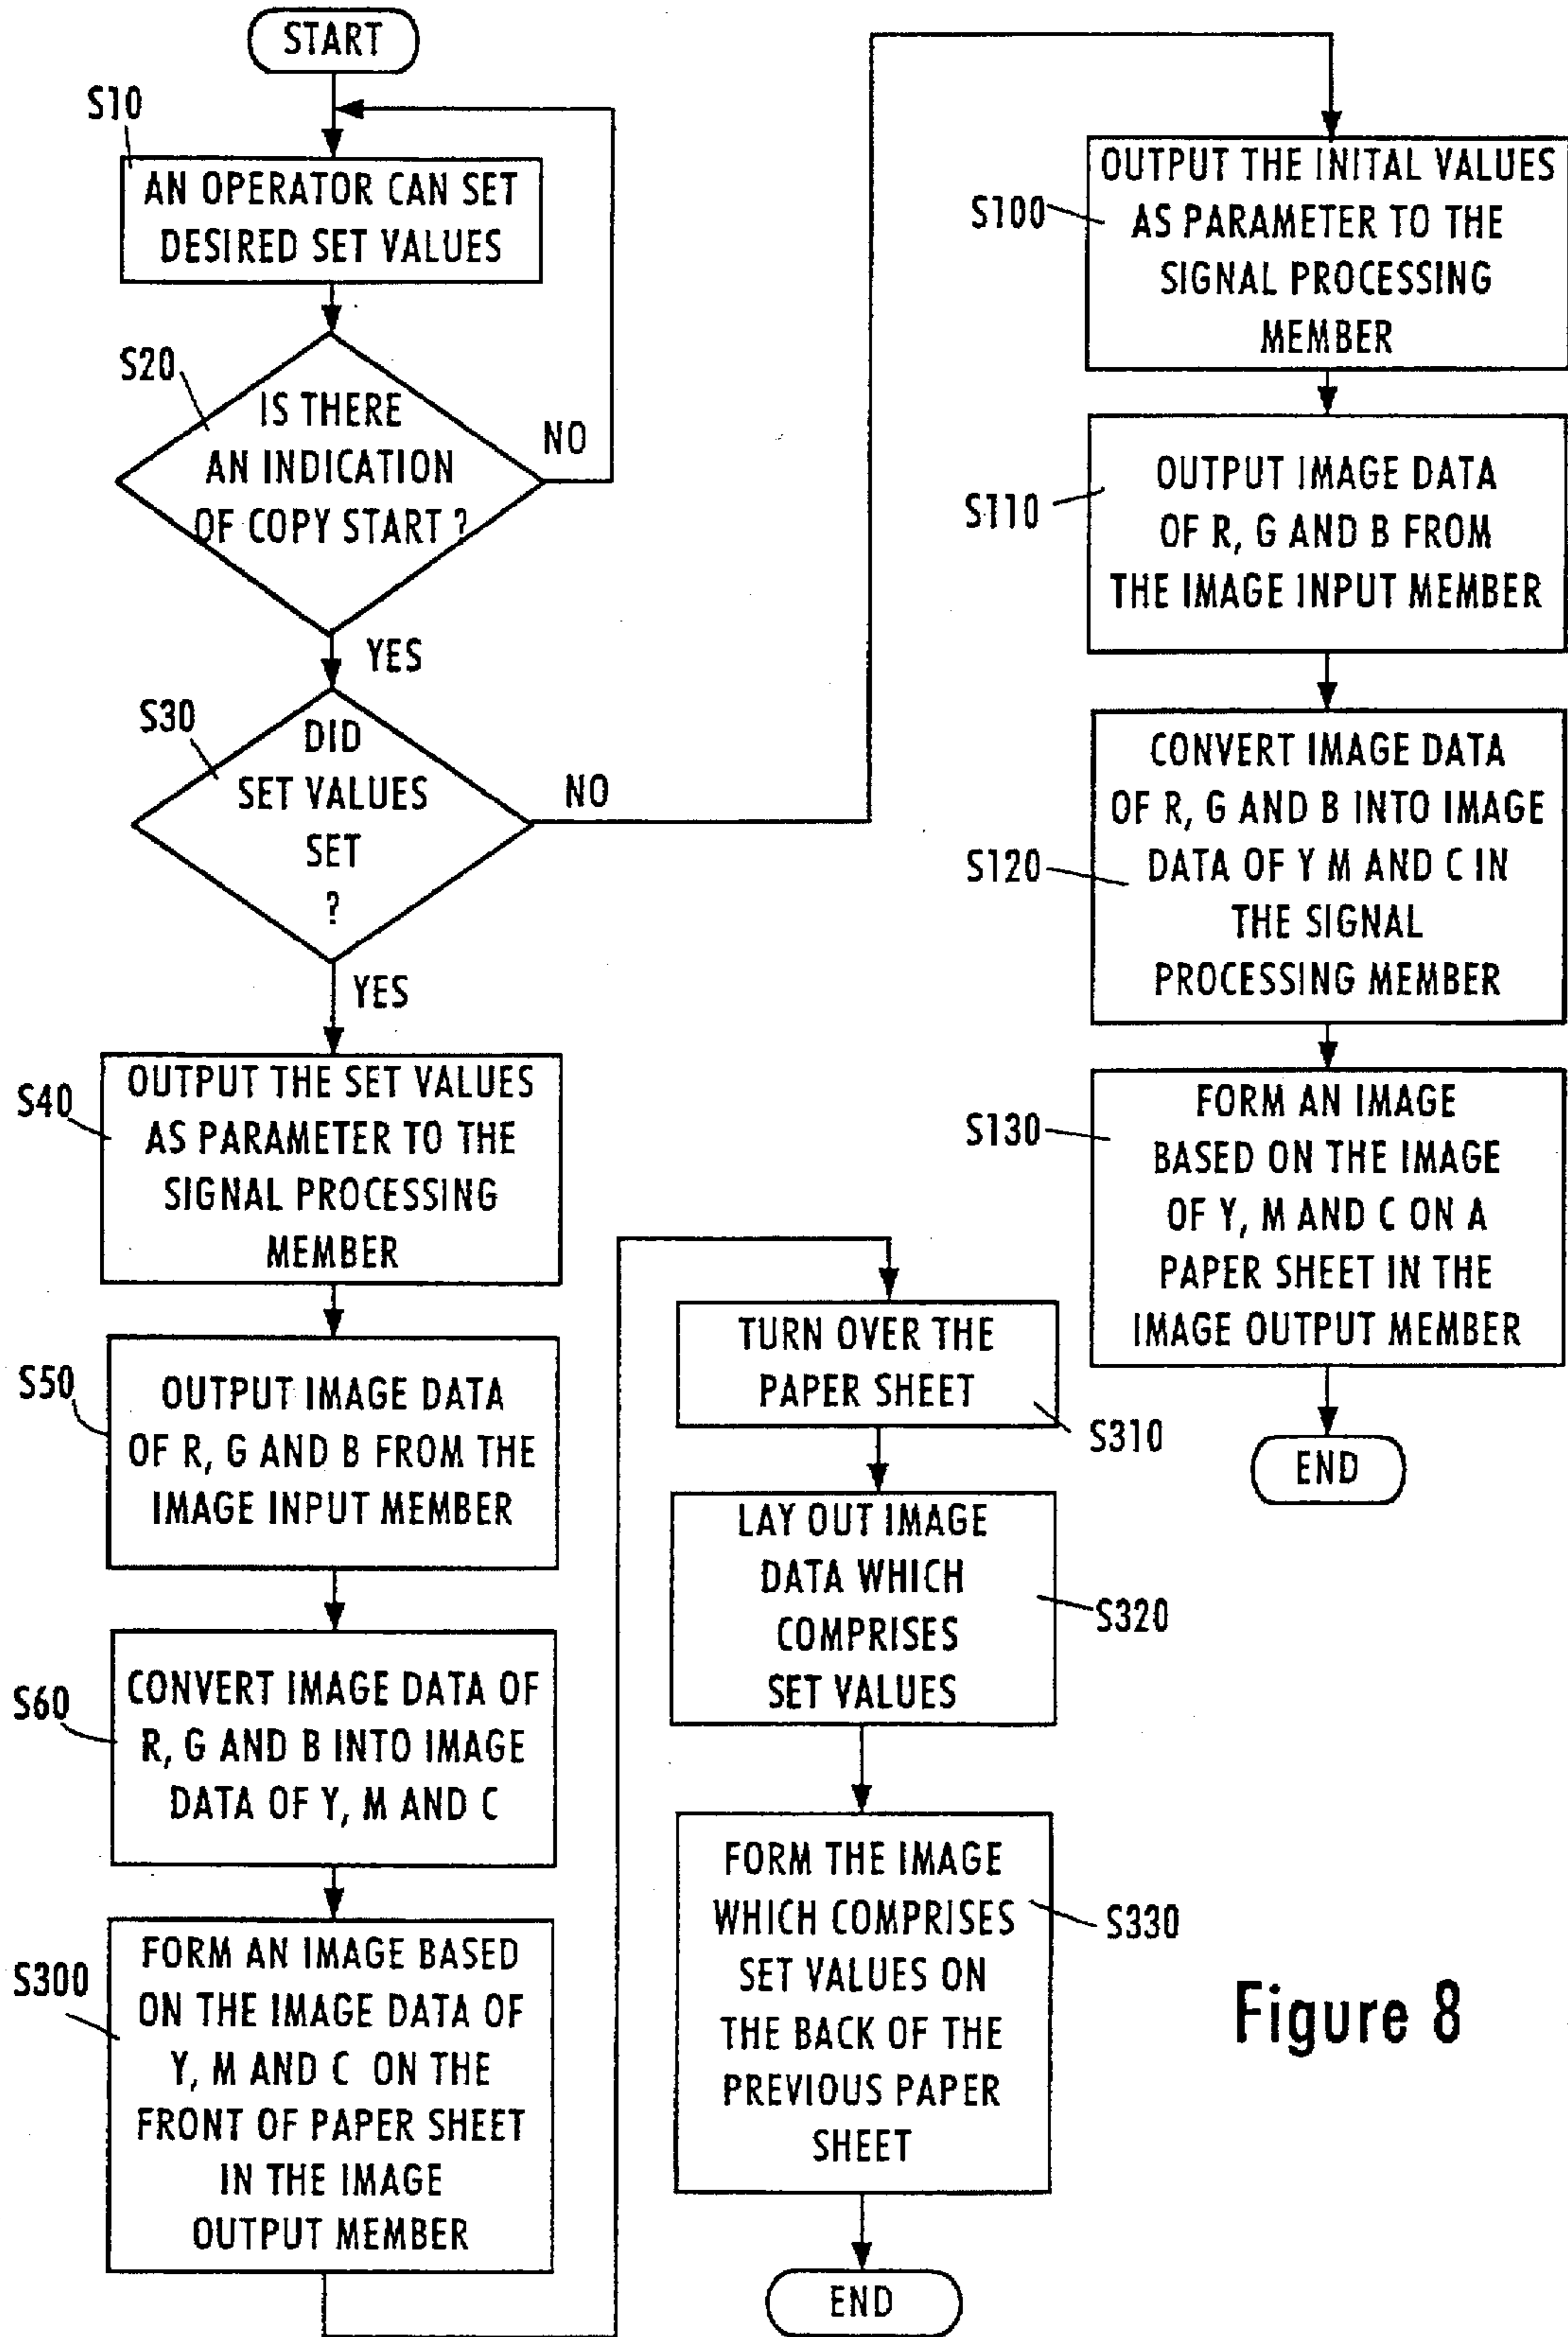 START
S10
AN OPERATOR CAN SET
DESIRED SET VALUES
S20
IS THERE
AN INDICATION
OF COPY START ?
NO
YES
S30
DID
SET VALUES
SET
?
NO
YES
S40
OUTPUT THE SET VALUES
AS PARAMETER TO THE
SIGNAL PROCESSING
MEMBER
S50
OUTPUT IMAGE DATA
OF R, G AND B FROM THE
IMAGE INPUT MEMBER
S60
CONVERT IMAGE DATA OF
R, G AND B INTO IMAGE
DATA OF Y, M AND C
S300
FORM AN IMAGE BASED
ON THE IMAGE DATA OF
Y, M AND C ON THE
FRONT OF PAPER SHEET
IN THE IMAGE
OUTPUT MEMBER
TURN OVER THE
PAPER SHEET
S310
LAY OUT IMAGE
DATA WHICH
COMPRISES
SET VALUES
S320
FORM THE IMAGE
WHICH COMPRISES
SET VALUES ON
THE BACK OF THE
PREVIOUS PAPER
SHEET
S330
END
S100
OUTPUT THE INITAL VALUES
AS PARAMETER TO THE
SIGNAL PROCESSING
MEMBER
S110
OUTPUT IMAGE DATA
OF R, G AND B FROM
THE IMAGE INPUT MEMBER
S120
CONVERT IMAGE DATA
OF R, G AND B INTO IMAGE
DATA OF Y M AND C IN
THE SIGNAL
PROCESSING MEMBER
S130
FORM AN IMAGE
BASED ON THE IMAGE
OF Y, M AND C ON A
PAPER SHEET IN THE
IMAGE OUTPUT MEMBER
END
Figure 8